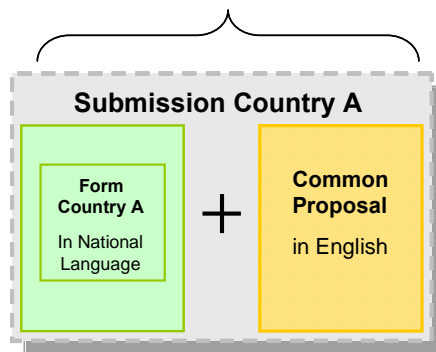 Submission Country A
Form
Country A
In National
Language
+
Common
Proposal
in English